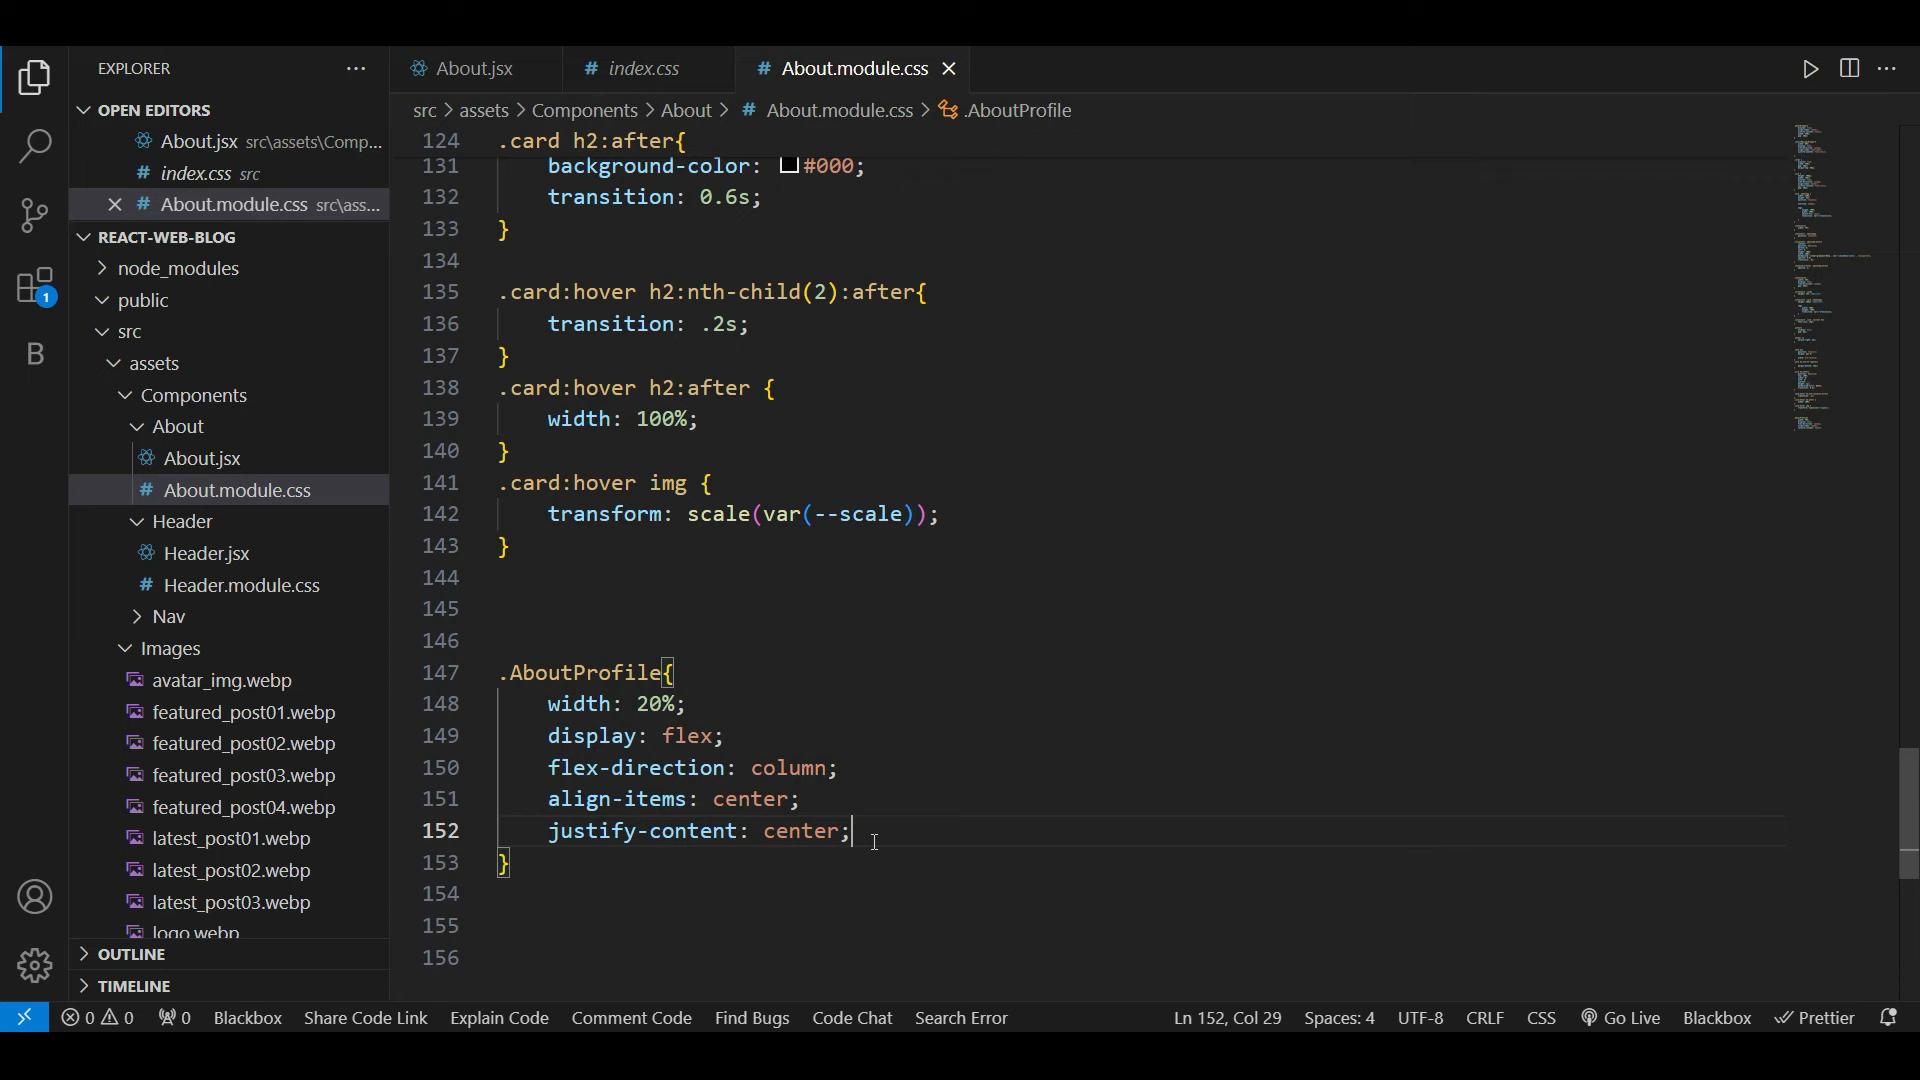 EXPLORER
OPEN EDITORS
About.jsx src\assets\Comp...
index.css src
About.module.css src\ass...
REACT-WEB-BLOG
node_modules
public
src
assets
Components
About
About.jsx
About.module.css
Header
Header.jsx
Header.module.css
Nav
Images
avatar_img.webp
featured_post01.webp
featured_post02.webp
featured_post03.webp
featured_post04.webp
latest_post01.webp
latest_post02.webp
latest_post03.webp
logo.webp
OUTLINE
TIMELINE
B
1
About.jsx # index.css # About.module.css
src > assets > Components > About > # About.module.css > .AboutProfile
124 .card h2:after{
131 background-color: #000;
132 transition: 0.6s;
133 }
134
135 .card:hover h2:nth-child(2):after{
136 transition: .2s;
137 }
138 .card:hover h2:after {
139 width: 100%;
140 }
141 .card:hover img {
142 transform: scale(var(--scale));
143 }
144
145
146
147 .AboutProfile{
148 width: 20%;
149 display: flex;
150 flex-direction: column;
151 align-items: center;
152 justify-content: center;
153 }
154
155
156
0 0 0 Blackbox Share Code Link Explain Code Comment Code Find Bugs Code Chat Search Error Ln 152, Col 29 Spaces: 4 UTF-8 CRLF CSS Go Live Blackbox Prettier